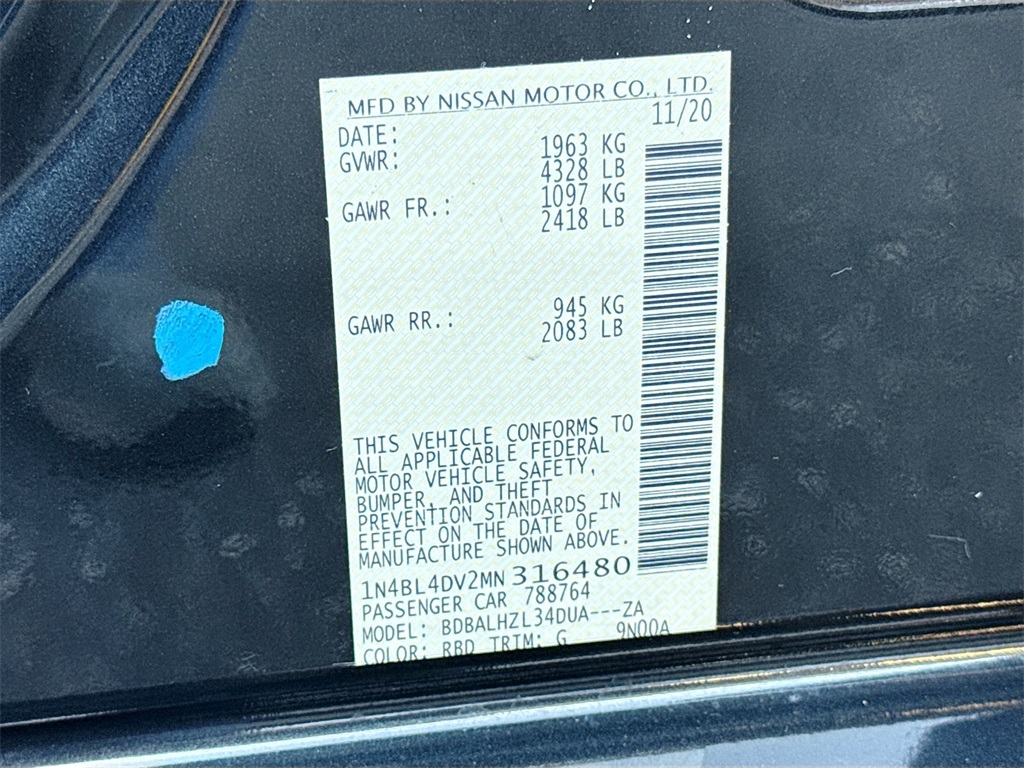 MFD BY NISSAN MOTOR CO., LTD.
DATE: 11/20
GVWR: 1963 KG
4328 LB
GAWR FR.: 1097 KG
2418 LB
GAWR RR.: 945 KG
2083 LB
THIS VEHICLE CONFORMS TO
ALL APPLICABLE FEDERAL
MOTOR VEHICLE SAFETY,
BUMPER, AND THEFT
PREVENTION STANDARDS IN
EFFECT ON THE DATE OF
MANUFACTURE SHOWN ABOVE.
1N4BL4DV2MN316480
PASSENGER CAR 788764
MODEL: BDBALHZL34DUA---ZA
COLOR: RBD TRIM: G 9N00A